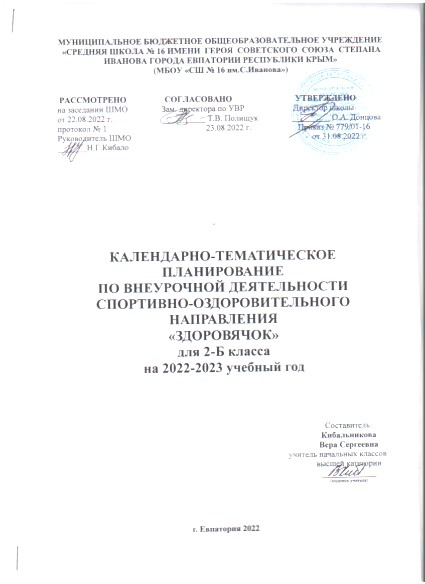 МУНИЦИПАЛЬНОЕ БЮДЖЕТНОЕ ОБЩЕОБРАЗОВАТЕЛЬНОЕ УЧРЕЖДЕНИЕ
«СРЕДНЯЯ ШКОЛА № 16 ИМЕНИ ГЕРОЯ СОВЕТСКОГО СОЮЗА СТЕПАНА
ИВАНОВА ГОРОДА ЕВПАТОРИИ РЕСПУБЛИКИ КРЫМ»
(МБОУ «СШ № 16 им.С.Иванова»)
РАССМОТРЕНО
на заседании ШМО
от 22.08.2022 г.
протокол № 1
Руководитель ШМО
Н.Г.Кибало
СОГЛАСОВАНО
Зам. директора по УВР
Т.В. Полищук
23.08.2022 г.
УТВЕРЖДЕНО
Директор школы
О.А. Донцова
Приказ № 779/01-16
от 31.08.2022 г.
КАЛЕНДАРНО-ТЕМАТИЧЕСКОЕ
ПЛАНИРОВАНИЕ
ПО ВНЕУРОЧНОЙ ДЕЯТЕЛЬНОСТИ
СПОРТИВНО-ОЗДОРОВИТЕЛЬНОГО
НАПРАВЛЕНИЯ
«ЗДОРОВЯЧОК»
для 2-Б класса
на 2022-2023 учебный год
Составитель
Кибальникова
Вера Сергеевна
учитель начальных классов
высшей категории
(подпись учителя)
г. Евпатория 2022